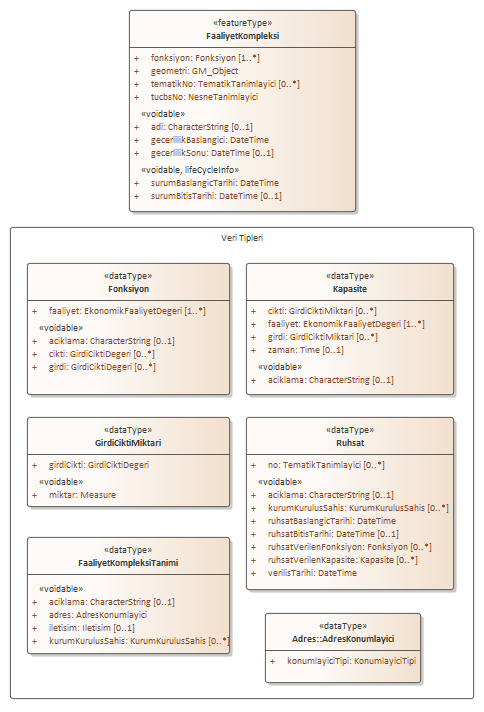 «featureType»
FaaliyetKompleksi
+ fonksiyon: Fonksiyon [1..*]
+ geometri: GM_Object
+ tematikNo: TematikTanimlayici [0..*]
+ tucbsNo: NesneTanimlayici
«voidable»
+ adi: CharacterString [0..1]
+ gecerlilikBaslangici: DateTime
+ gecerlilikSonu: DateTime [0..1]
«voidable, lifeCycleInfo»
+ surumBaslangicTarihi: DateTime
+ surumBitisTarihi: DateTime [0..1]
Veri Tipleri
«dataType»
Fonksiyon
+ faaliyet: EkonomikFaaliyetDegeri [1..*]
«voidable»
+ aciklama: CharacterString [0..1]
+ cikti: GirdiCiktiDegeri [0..*]
+ girdi: GirdiCiktiDegeri [0..*]
«dataType»
Kapasite
+ cikti: GirdiCiktiMiktari [0..*]
+ faaliyet: EkonomikFaaliyetDegeri [1..*]
+ girdi: GirdiCiktiMiktari [0..*]
+ zaman: Time [0..1]
«voidable»
+ aciklama: CharacterString [0..1]
«dataType»
GirdiCiktiMiktari
+ girdiCikti: GirdiCiktiDegeri
«voidable»
+ miktar: Measure
«dataType»
Ruhsat
+ no: TematikTanimlayici [0..*]
«voidable»
+ aciklama: CharacterString [0..1]
+ kurumKurulusSahis: KurumKurulusSahis [0..*]
+ ruhsatBaslangicTarihi: DateTime
+ ruhsatBitisTarihi: DateTime [0..1]
+ ruhsatVerilenFonksiyon: Fonksiyon [0..*]
+ ruhsatVerilenKapasite: Kapasite [0..*]
+ verilisTarihi: DateTime
«dataType»
FaaliyetKompleksiTanimi
«voidable»
+ aciklama: CharacterString [0..1]
+ adres: AdresKonumlayici
+ iletisim: Iletisim [0..1]
+ kurumKurulusSahis: KurumKurulusSahis [0..*]
«dataType»
Adres::AdresKonumlayici
+ konumlayiciTipi: KonumlayiciTipi